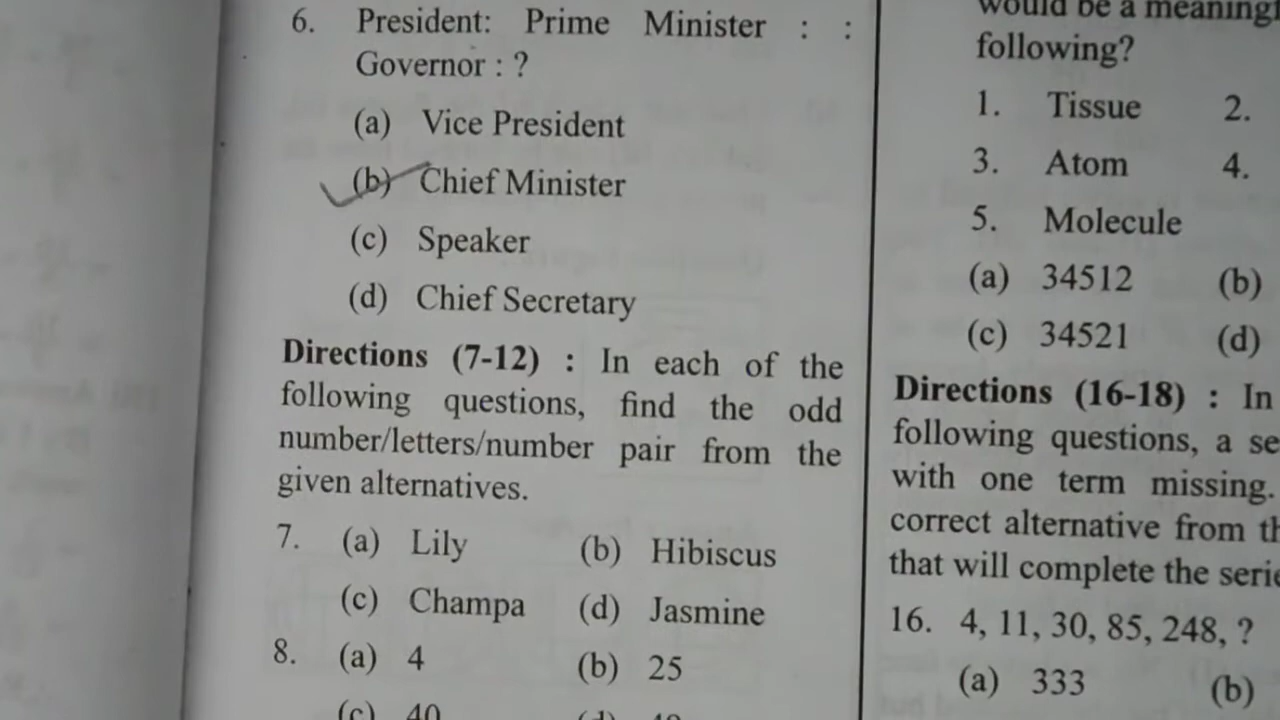 6. President: Prime Minister : :
Governor : ?
(a) Vice President
(b) Chief Minister
(c) Speaker
(d) Chief Secretary
Directions (7-12) : In each of the
following questions, find the odd
number/letters/number pair from the
given alternatives.
7. (a) Lily (b) Hibiscus
(c) Champa (d) Jasmine
8. (a) 4 (b) 25
(c) 40
would be a
following?
1. Tissue 2.
3. Atom 4.
5. Molecule
(a) 34512 (b)
(c) 34521 (d)
Directions (16-18) : In
following questions, a se
with one term missing.
correct alternative from th
that will complete the serie
16. 4, 11, 30, 85, 248, ?
(a) 333 (b)